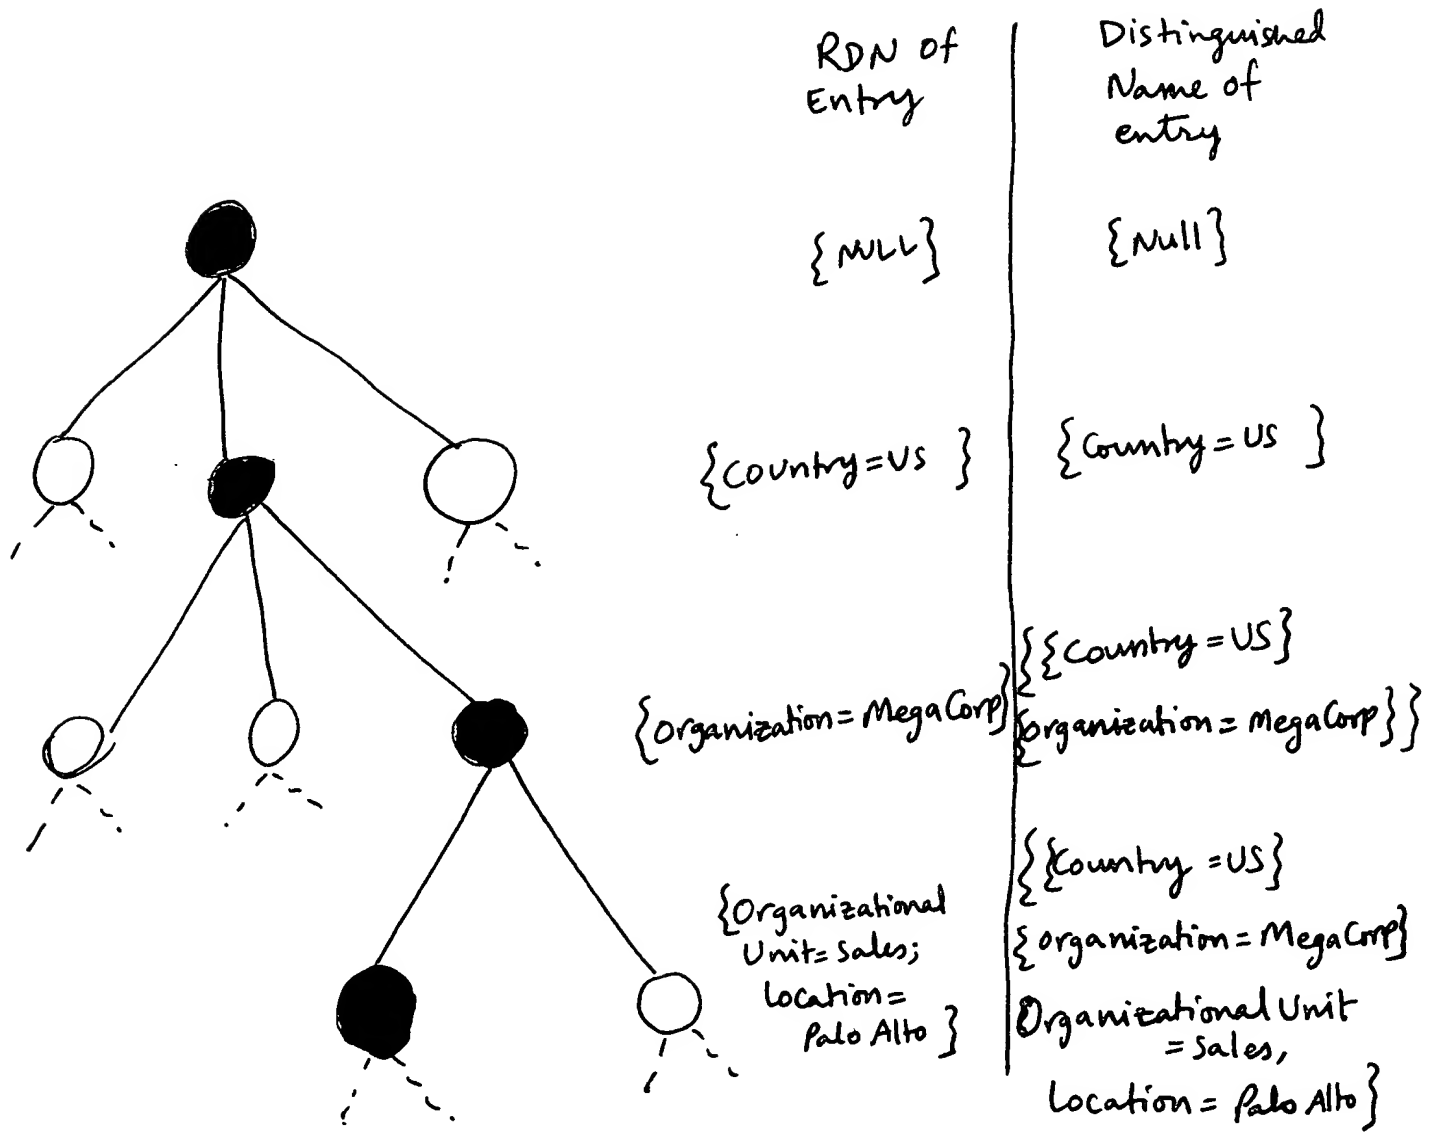 RDN of
Entry
Distinguished
Name of
entry
{NULL}
{Null}
{Country=US }
{Country=US }
{Organization=MegaCorp}
{{Country=US}
{Organization=MegaCorp}}
{Organizational
Unit=Sales;
Location=
Palo Alto }
{{Country =US}
{Organization=MegaCorp}
Organizational Unit
=Sales,
Location= Palo Alto}